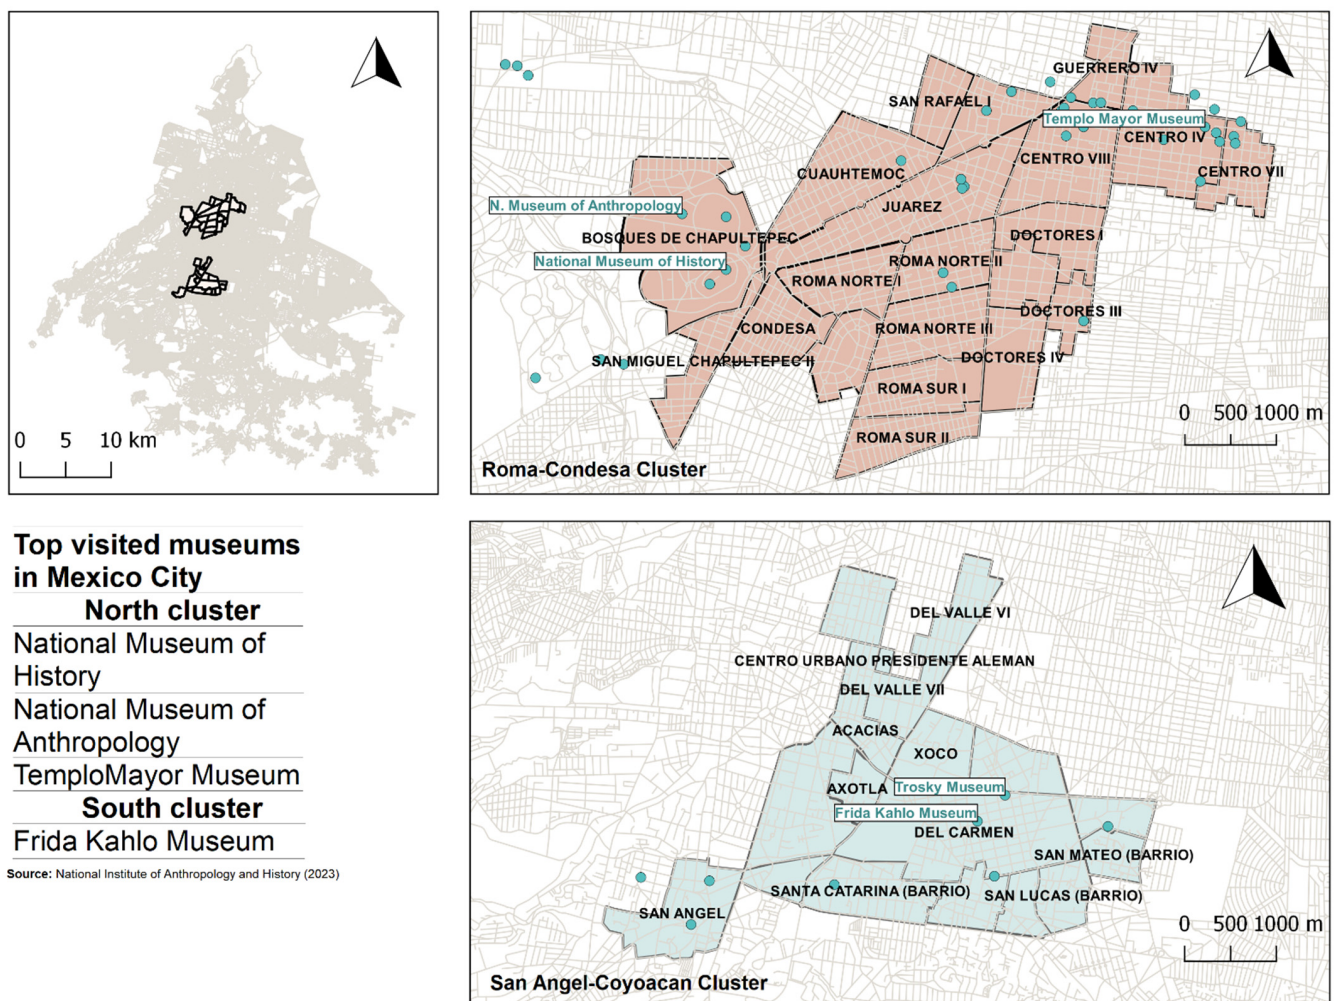 0 5 10 km
GUERRERO IV
SAN RAFAEL I
Templo Mayor Museum
CENTRO IV
CENTRO VIII
CENTRO VII
CUAUHTEMOC
N. Museum of Anthropology
JUAREZ
BOSQUES DE CHAPULTEPEC
DOCTORES I
National Museum of History
ROMA NORTE II
ROMA NORTE I
DOCTORES III
CONDESA
ROMA NORTE III
SAN MIGUEL CHAPULTEPEC II
DOCTORES IV
ROMA SUR I
0 500 1000 m
ROMA SUR II
Roma-Condesa Cluster
Top visited museums
in Mexico City
North cluster
National Museum of
History
National Museum of
Anthropology
TemploMayor Museum
South cluster
Frida Kahlo Museum
Source: National Institute of Anthropology and History (2023)
DEL VALLE VI
CENTRO URBANO PRESIDENTE ALEMAN
DEL VALLE VII
ACACIAS
XOCO
AXOTLA
Trosky Museum
Frida Kahlo Museum
DEL CARMEN
SAN MATEO (BARRIO)
SANTA CATARINA (BARRIO)
SAN LUCAS (BARRIO)
SAN ANGEL
0 500 1000 m
San Angel-Coyoacan Cluster